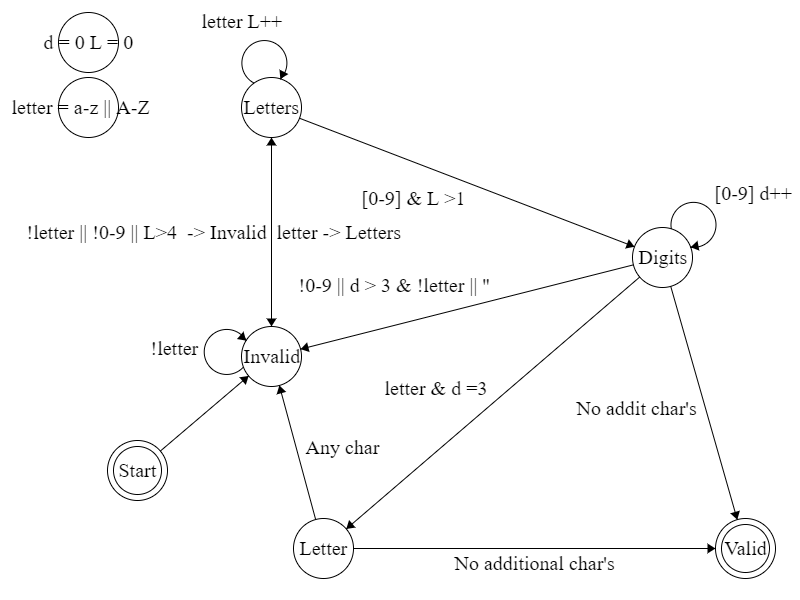 letter L++
d = 0 L = 0
letter = a-z || A-Z
Letters
[0-9] d++
[0-9] & L >1
!letter || !0-9 || L>4  -> Invalid
letter -> Letters
Digits
!0-9 || d > 3 & !letter || "
!letter
Invalid
letter & d =3
No addit char's
Any char
Start
Letter
Valid
No additional char's